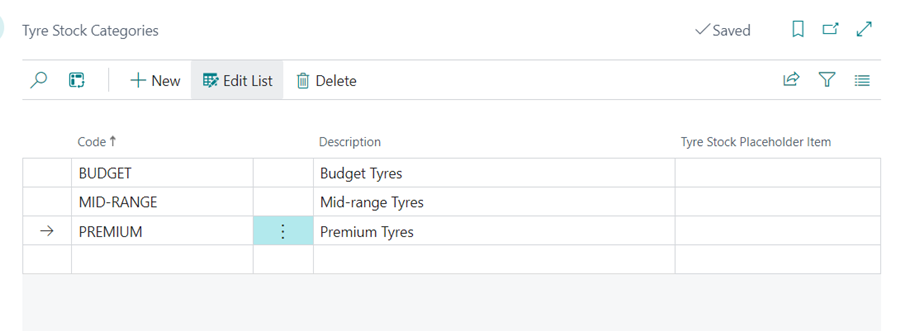 Tyre Stock Categories
Saved
New Edit List Delete
Code Description Tyre Stock Placeholder Item
BUDGET Budget Tyres
MID-RANGE Mid-range Tyres
PREMIUM Premium Tyres